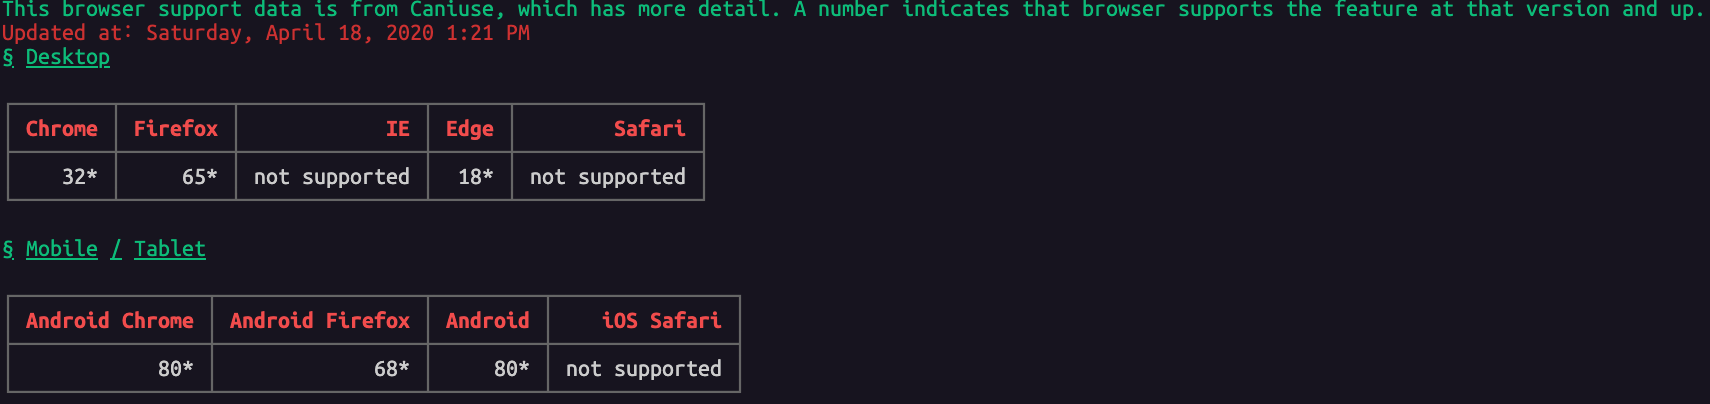 This browser support data is from Caniuse, which has more detail. A number indicates that browser supports the feature at that version and up.
Updated at: Saturday, April 18, 2020 1:21 PM
§ Desktop
Chrome Firefox IE Edge Safari
32* 65* not supported 18* not supported
§ Mobile / Tablet
Android Chrome Android Firefox Android iOS Safari
80* 68* 80* not supported